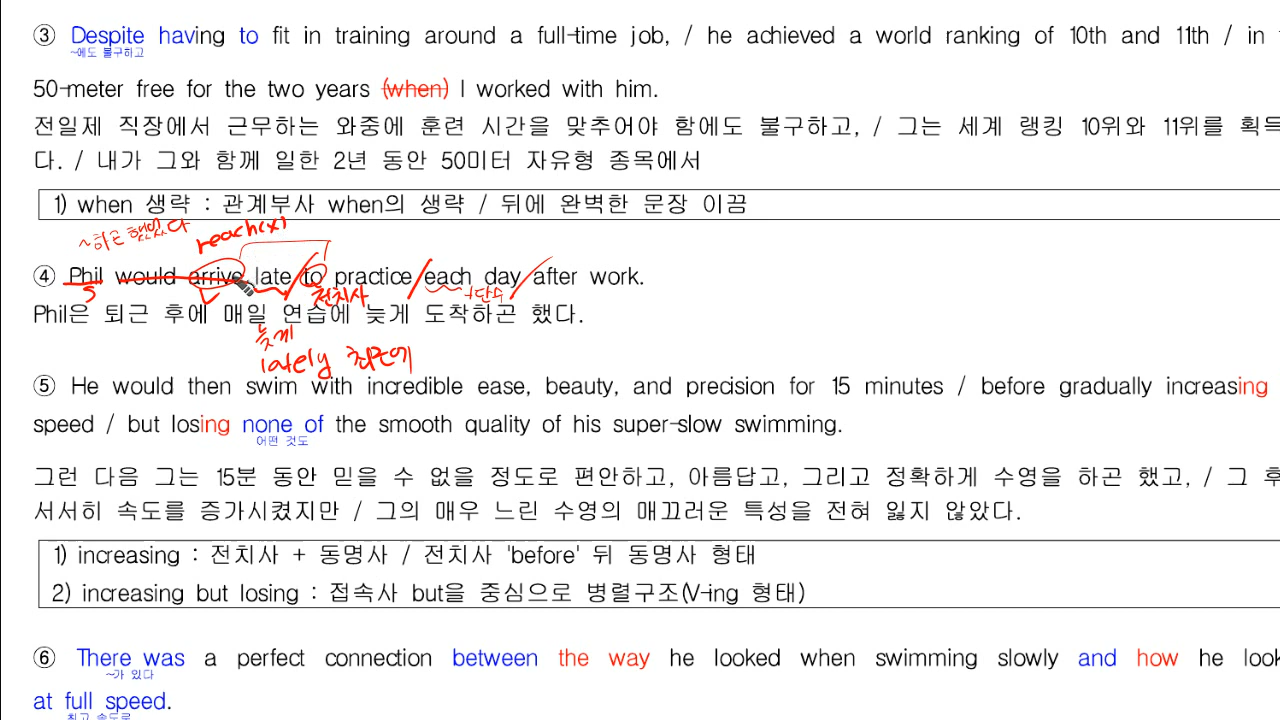 ③ Despite having to fit in training around a full-time job, / he achieved a world ranking of 10th and 11th / in
~에도 불구하고
50-meter free for the two years (when) I worked with him.
전일제 직장에서 근무하는 와중에 훈련 시간을 맞추어야 함에도 불구하고, / 그는 세계 랭킹 10위와 11위를 획득
다. / 내가 그와 함께 일한 2년 동안 50미터 자유형 종목에서
1) when 생략 : 관계부사 when의 생략 / 뒤에 완벽한 문장 이끔
~하곤 했었다 reach(x)
④ Phil would arrive late / to practice / each day / after work.
S V 전치사 +단수
Phil은 퇴근 후에 매일 연습에 늦게 도착하곤 했다.
늦게
lately 최근에
⑤ He would then swim with incredible ease, beauty, and precision for 15 minutes / before gradually increasing
speed / but losing none of the smooth quality of his super-slow swimming.
어떤 것도
그런 다음 그는 15분 동안 믿을 수 없을 정도로 편안하고, 아름답고, 그리고 정확하게 수영을 하곤 했고, / 그 후
서서히 속도를 증가시켰지만 / 그의 매우 느린 수영의 매끄러운 특성을 전혀 잃지 않았다.
1) increasing : 전치사 + 동명사 / 전치사 'before' 뒤 동명사 형태
2) increasing but losing : 접속사 but을 중심으로 병렬구조(V-ing 형태)
⑥ There was a perfect connection between the way he looked when swimming slowly and how he look
~가 있다
at full speed.
최고 속도로